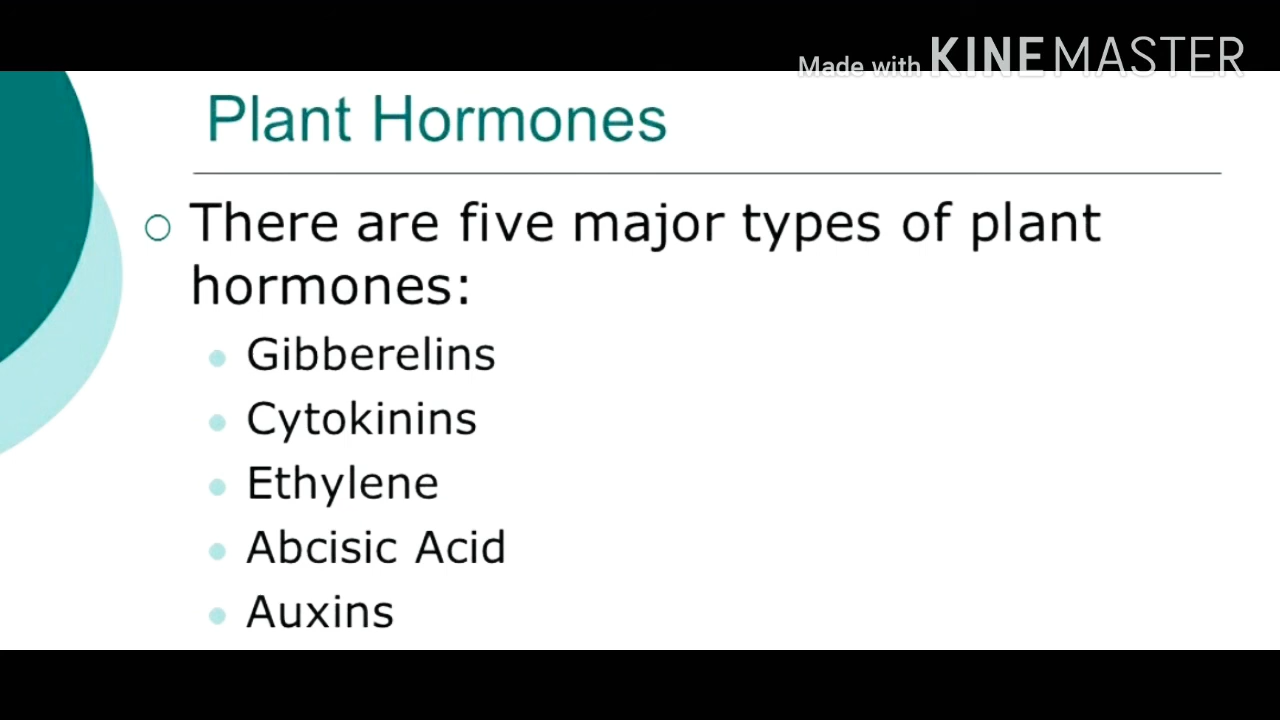 Made with KINEMASTER
Plant Hormones
There are five major types of plant
hormones:
Gibberelins
Cytokinins
Ethylene
Abcisic Acid
Auxins